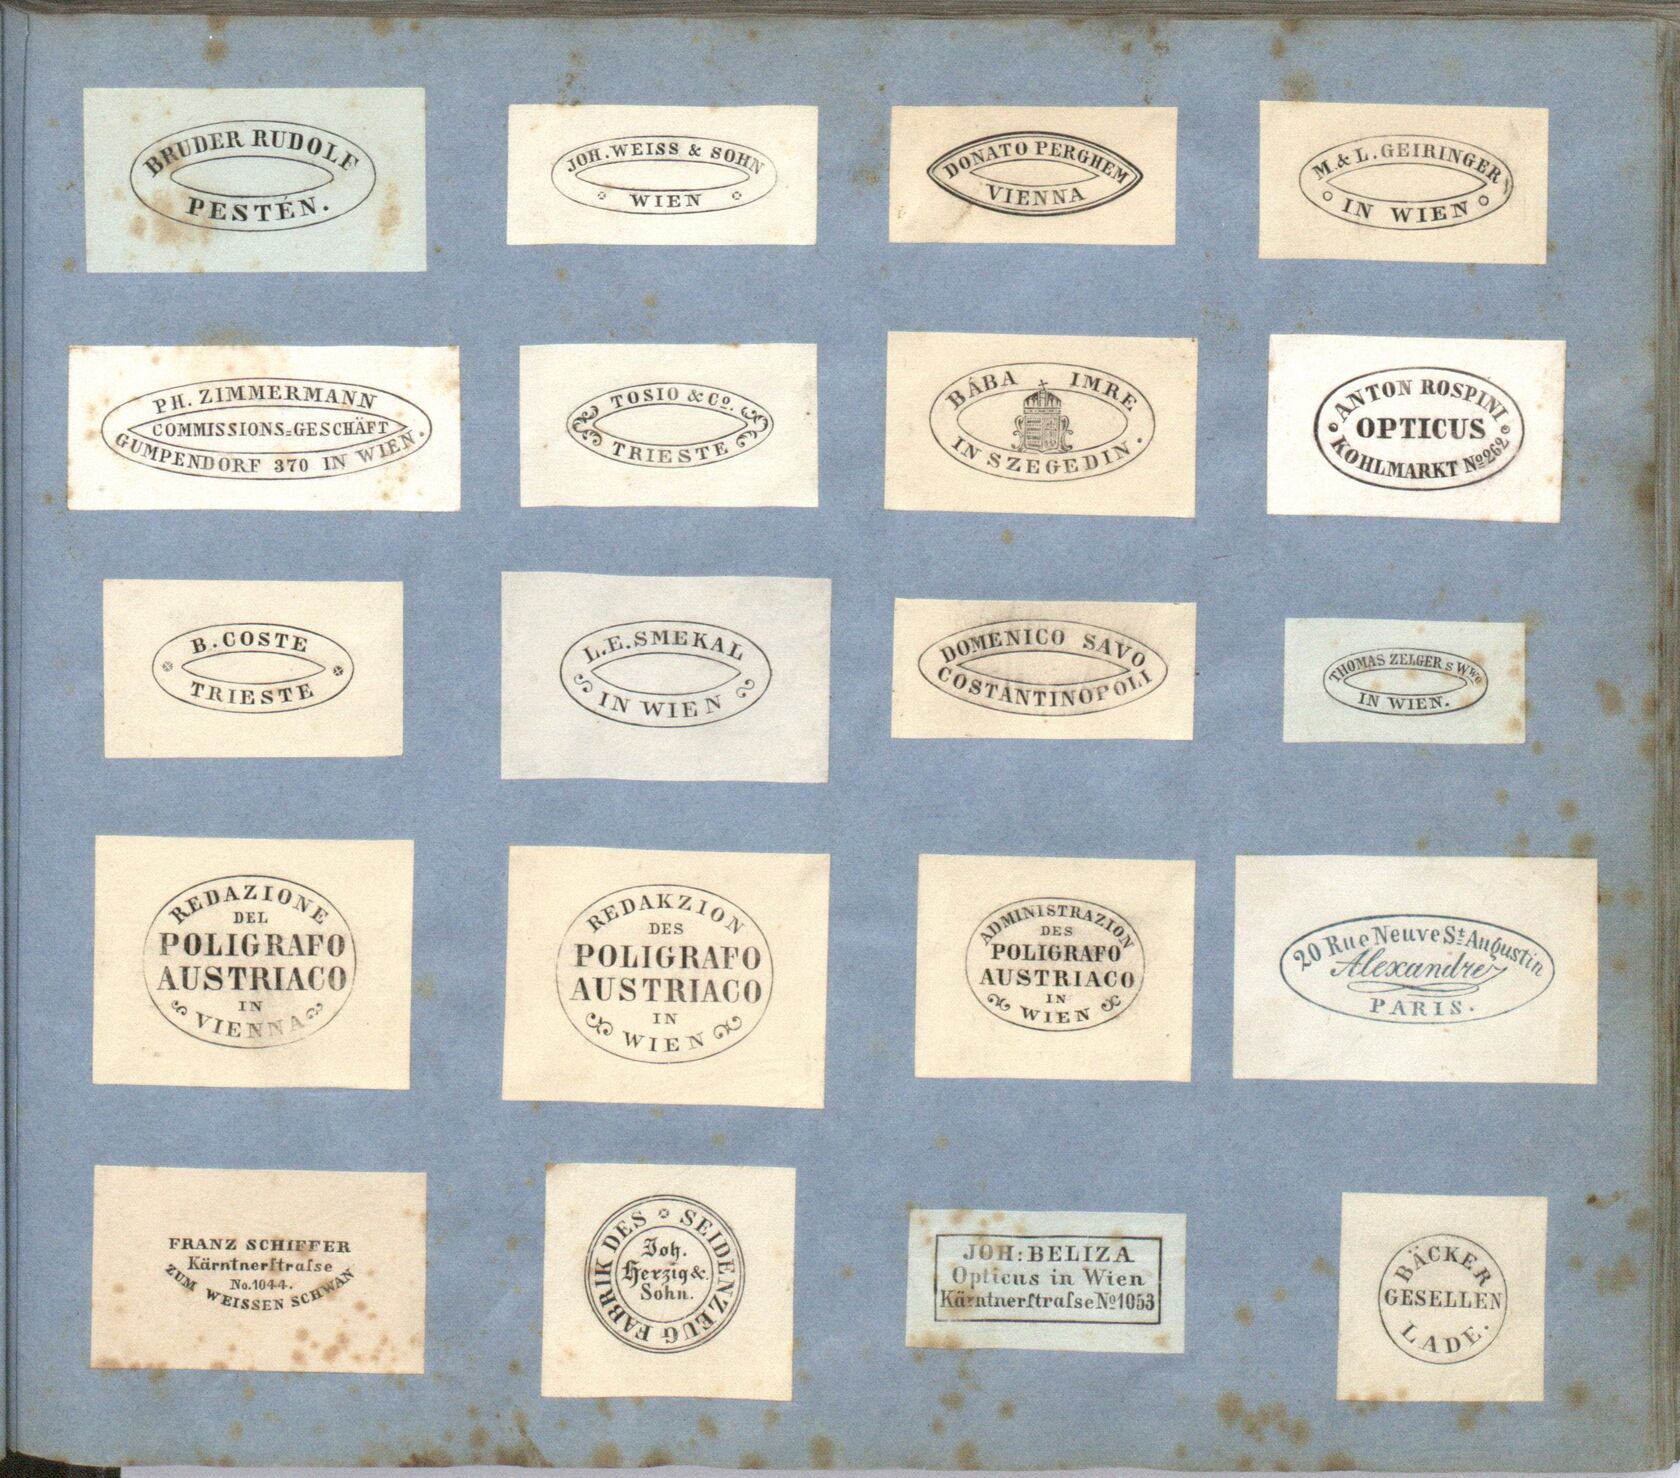 BRUDER RUDOLF
PESTEN.
JOH. WEISS & SOHN
WIEN
DONATO PERGHEM
VIENNA
M. & L. GEIRINGER
IN WIEN
PH. ZIMMERMANN
COMMISSIONS=GESCHÄFT
GUMPENDORF 370 IN WIEN.
TOSIO & Co.
TRIESTE
BÁBA IMRE
IN SZEGEDIN.
ANTON ROSPINI
OPTICUS
KOHLMARKT No 262
B. COSTE
TRIESTE
L. E. SMEKAL
IN WIEN
DOMENICO SAVO
COSTANTINOPOLI
THOMAS ZELGER s Wwe
IN WIEN.
REDAZIONE
DEL
POLIGRAFO
AUSTRIACO
IN
VIENNA
REDAKZION
DES
POLIGRAFO
AUSTRIACO
IN
WIEN
ADMINISTRAZION
DES
POLIGRAFO
AUSTRIACO
IN
WIEN
20 Rue Neuve St Augustin
Alexandre
PARIS.
FRANZ SCHIFFER
Kärntnerſtraſse
No. 1044.
ZUM WEISSEN SCHWAN
FABRIK DES SEIDENZEUG
Joh.
Herzig &.
Sohn.
JOH: BELIZA
Opticus in Wien
Kärntnerſtraſse No 1053
BÄCKER
GESELLEN
LADE.